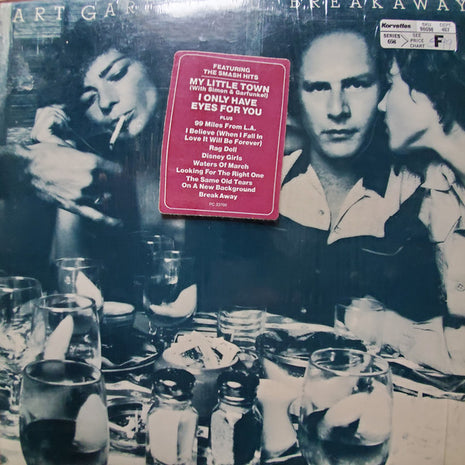 ART GAR
BREAKAWAY
Korvettes
SKU
DEPT.
SERIES
SEE
PRICE
CHART
F
FEATURING
THE SMASH HITS
MY LITTLE TOWN
(With Simon & Garfunkel)
I ONLY HAVE
EYES FOR YOU
PLUS
99 Miles From L.A.
I Believe (When I Fall In
Love It Will Be Forever)
Rag Doll
Disney Girls
Waters Of March
Looking For The Right One
The Same Old Tears
On A New Background
Break Away